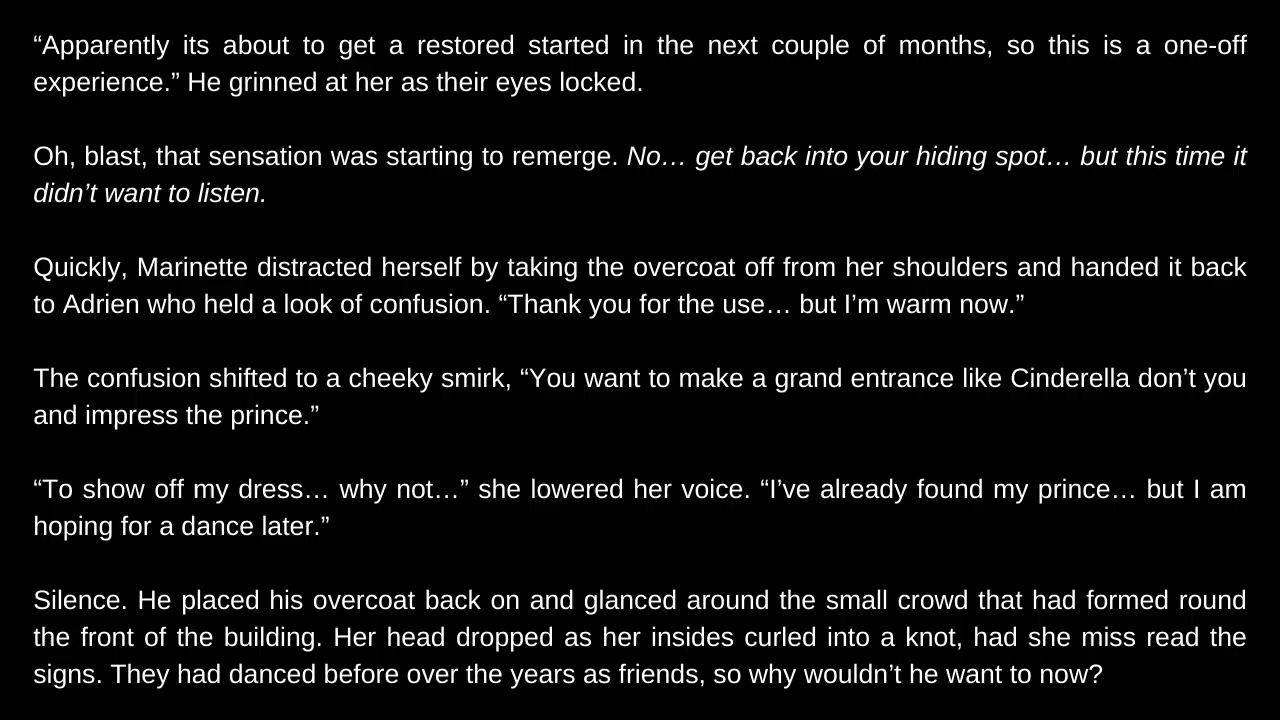 “Apparently its about to get a restored started in the next couple of months, so this is a one-off
experience.” He grinned at her as their eyes locked.
Oh, blast, that sensation was starting to remerge. No… get back into your hiding spot… but this time it
didn’t want to listen.
Quickly, Marinette distracted herself by taking the overcoat off from her shoulders and handed it back
to Adrien who held a look of confusion. “Thank you for the use… but I’m warm now.”
The confusion shifted to a cheeky smirk, “You want to make a grand entrance like Cinderella don’t you
and impress the prince.”
“To show off my dress… why not…” she lowered her voice. “I’ve already found my prince… but I am
hoping for a dance later.”
Silence. He placed his overcoat back on and glanced around the small crowd that had formed round
the front of the building. Her head dropped as her insides curled into a knot, had she miss read the
signs. They had danced before over the years as friends, so why wouldn’t he want to now?